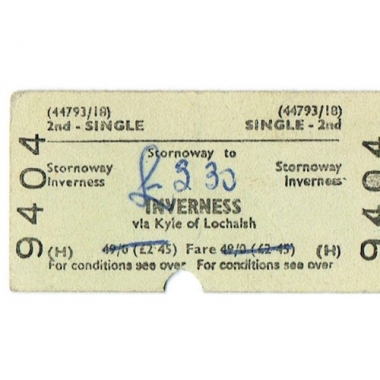 (44793/18) (44793/18)
2nd - SINGLE SINGLE - 2nd
Stornoway to
Stornoway Stornoway
Inverness Inverness
£ 3 30
INVERNESS
via Kyle of Lochalsh
(H) 49/0 (£2·45) Fare 49/0 (£2·45) (H)
For conditions see over For conditions see over
9404
9404